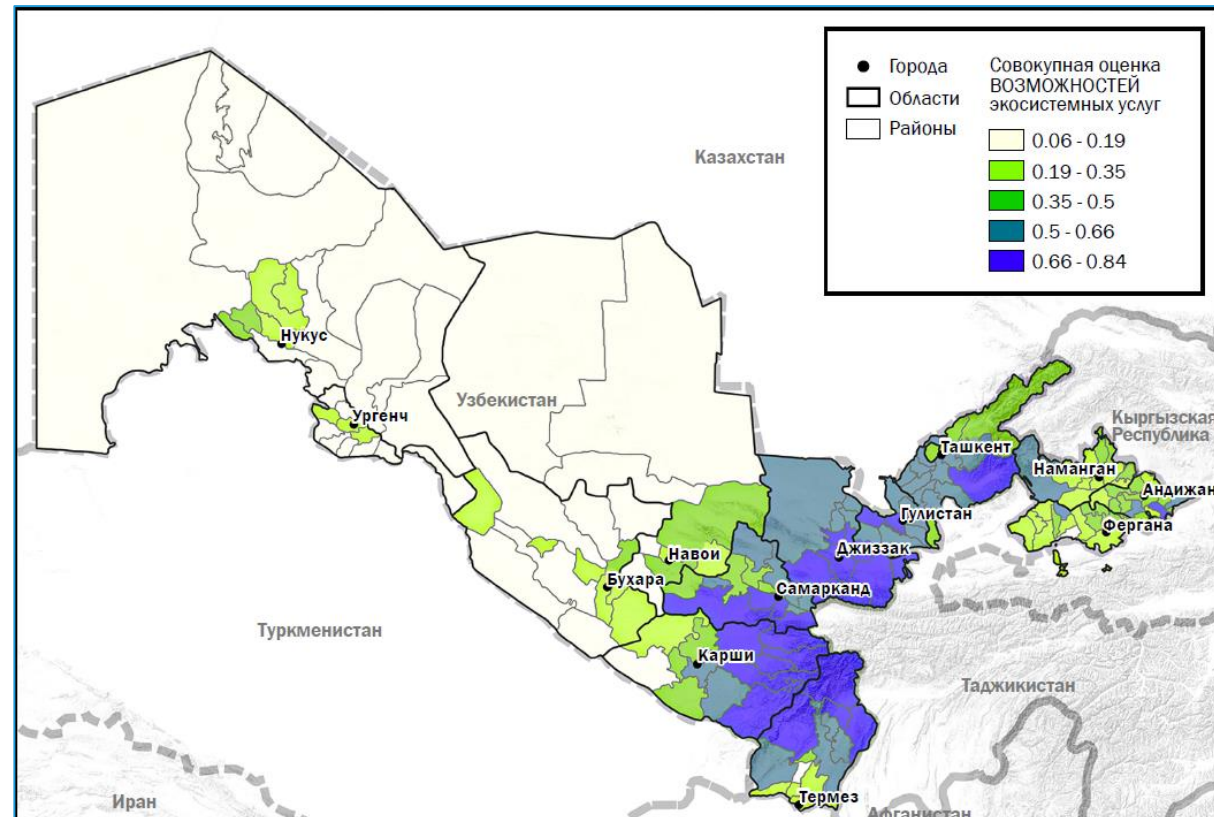 Города
Области
Районы
Совокупная оценка
ВОЗМОЖНОСТЕЙ
экосистемных услуг
0.06 - 0.19
0.19 - 0.35
0.35 - 0.5
0.5 - 0.66
0.66 - 0.84
Казахстан
Нукус
Ургенч
Узбекистан
Кыргызская
Республика
Ташкент
Наманган
Андижан
Гулистан
Фергана
Джиззак
Навои
Бухара
Самарканд
Туркменистан
Карши
Таджикистан
Термез
Иран
Афганистан